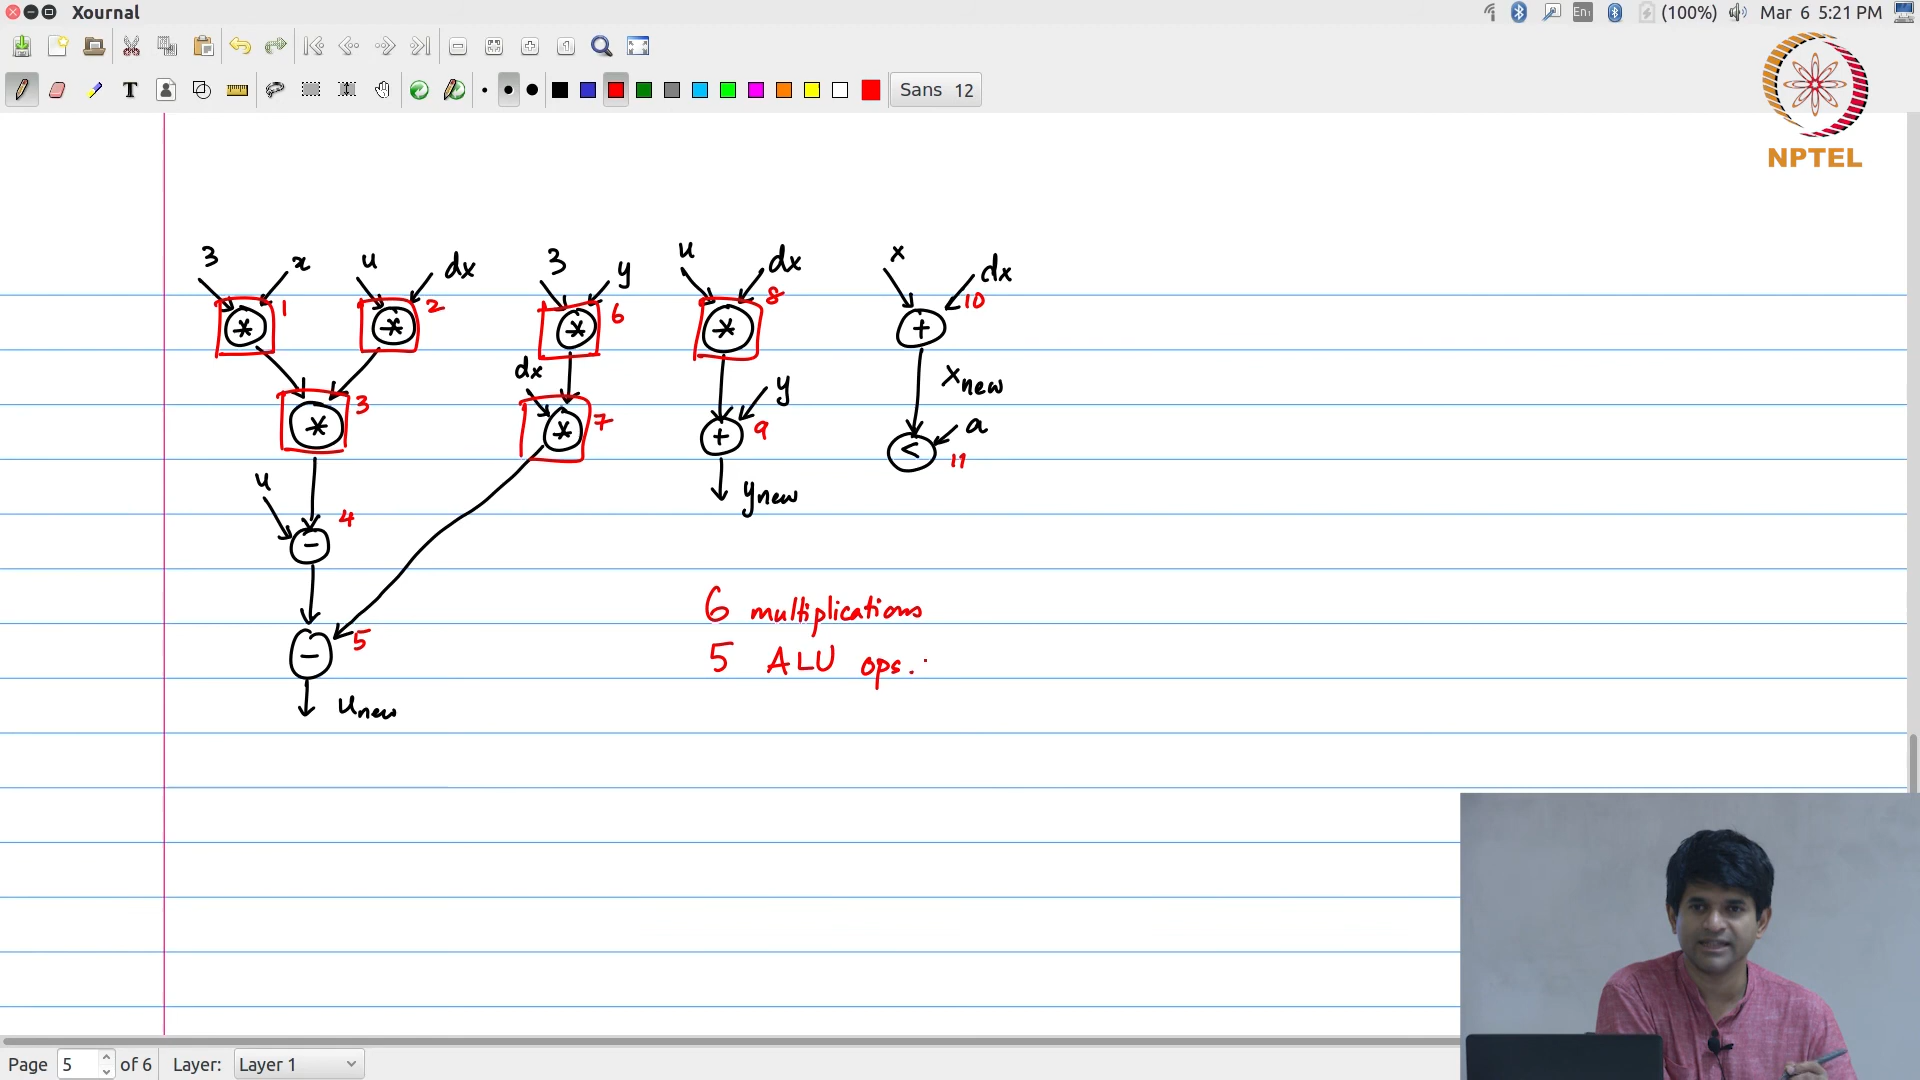 Xournal
En1 (100%) Mar 6 5:21 PM
T Sans 12
NPTEL
3 x u dx 3 y u dx x dx
* 1 * 2 * 6 * 8 + 10
dx y xnew
* 3 * 7 + 9 < 11 a
u ynew
- 4
- 5
unew
6 multiplications
5 ALU ops.
Page 5 of 6 Layer: Layer 1